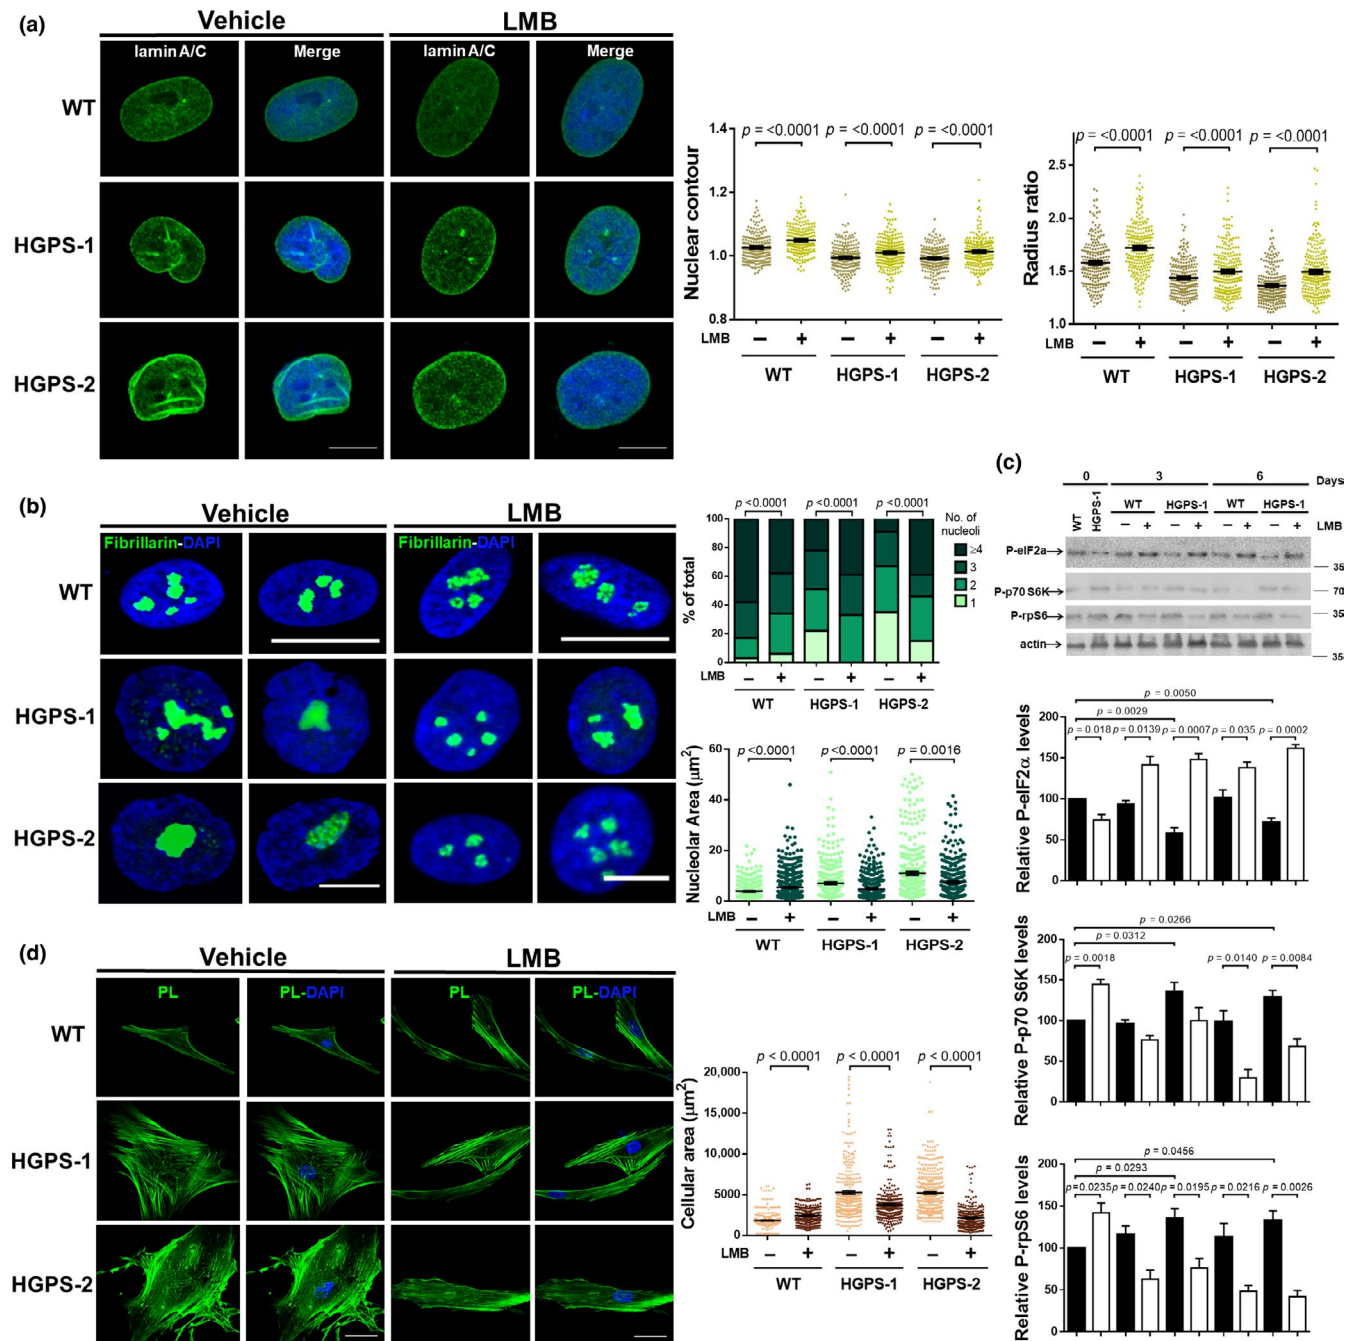 (a)
Vehicle
LMB
lamin A/C
Merge
lamin A/C
Merge
WT
HGPS-1
HGPS-2
Nuclear contour
1.4
1.2
1.0
0.8
p = <0.0001
p = <0.0001
p = <0.0001
LMB
– + – + – +
WT
HGPS-1
HGPS-2
Radius ratio
2.5
2.0
1.5
1.0
p = <0.0001
p = <0.0001
p = <0.0001
LMB
– + – + – +
WT
HGPS-1
HGPS-2
(b)
Vehicle
LMB
Fibrillarin-DAPI
Fibrillarin-DAPI
WT
HGPS-1
HGPS-2
p <0.0001
p <0.0001
p <0.0001
% of total
100
80
60
40
20
0
No. of
nucleoli
≥4
3
2
1
LMB
– + – + – +
WT
HGPS-1
HGPS-2
Nucleolar Area (μm²)
60
40
20
0
p <0.0001
p <0.0001
p = 0.0016
LMB
– + – + – +
WT
HGPS-1
HGPS-2
(c)
0
3
6
Days
WT
HGPS-1
WT
HGPS-1
WT
HGPS-1
– + – + – + – +
LMB
P-eIF2a
35
P-p70 S6K
70
P-rpS6
35
actin
35
Relative P-eIF2α levels
200
150
100
50
0
p = 0.0050
p = 0.0029
p = 0.018
p = 0.0139
p = 0.0007
p = 0.035
p = 0.0002
Relative P-p70 S6K levels
200
150
100
50
0
p = 0.0266
p = 0.0312
p = 0.0018
p = 0.0140
p = 0.0084
Relative P-rpS6 levels
200
150
100
50
0
p = 0.0456
p = 0.0293
p =0.0235
p = 0.0240
p = 0.0195
p = 0.0216
p = 0.0026
(d)
Vehicle
LMB
PL
PL-DAPI
PL
PL-DAPI
WT
HGPS-1
HGPS-2
Cellular area (μm²)
20,000
15,000
10,000
5000
0
p < 0.0001
p < 0.0001
p < 0.0001
LMB
– + – + – +
WT
HGPS-1
HGPS-2